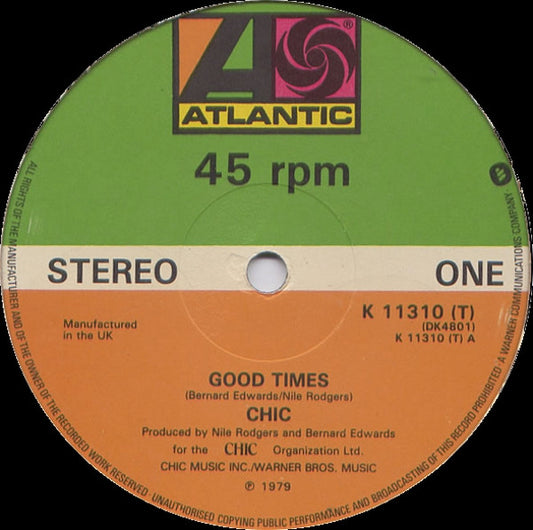 ATLANTIC
®
45 rpm
STEREO
ONE
K 11310 (T)
(DK4801)
K 11310 (T) A
Manufactured
in the UK
GOOD TIMES
(Bernard Edwards/Nile Rodgers)
CHIC
Produced by Nile Rodgers and Bernard Edwards
for the CHIC Organization Ltd.
CHIC MUSIC INC./WARNER BROS. MUSIC
℗ 1979
ALL RIGHTS OF THE MANUFACTURER AND OF THE OWNER OF THE RECORDED WORK RESERVED · UNAUTHORISED COPYING PUBLIC PERFORMANCE AND BROADCASTING OF THIS RECORD PROHIBITED · A WARNER COMMUNICATIONS COMPANY ·